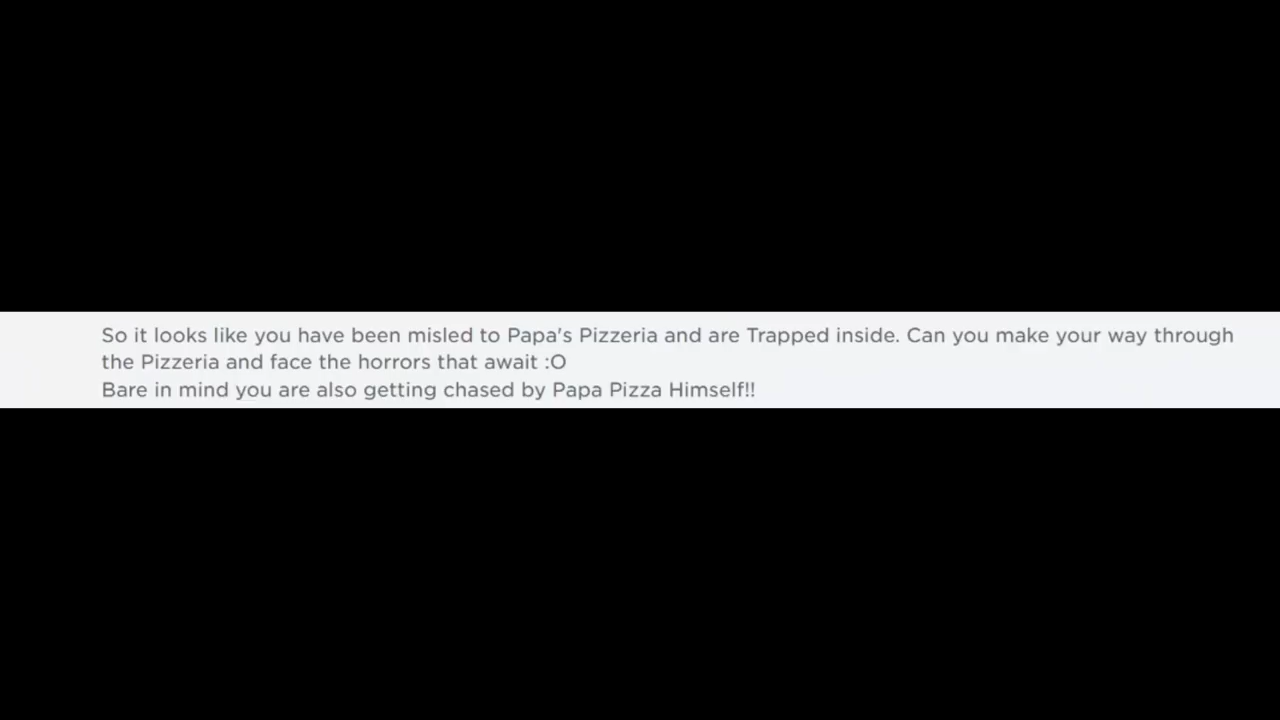 So it looks like you have been misled to Papa's Pizzeria and are Trapped inside. Can you make your way through
the Pizzeria and face the horrors that await :O
Bare in mind you are also getting chased by Papa Pizza Himself!!